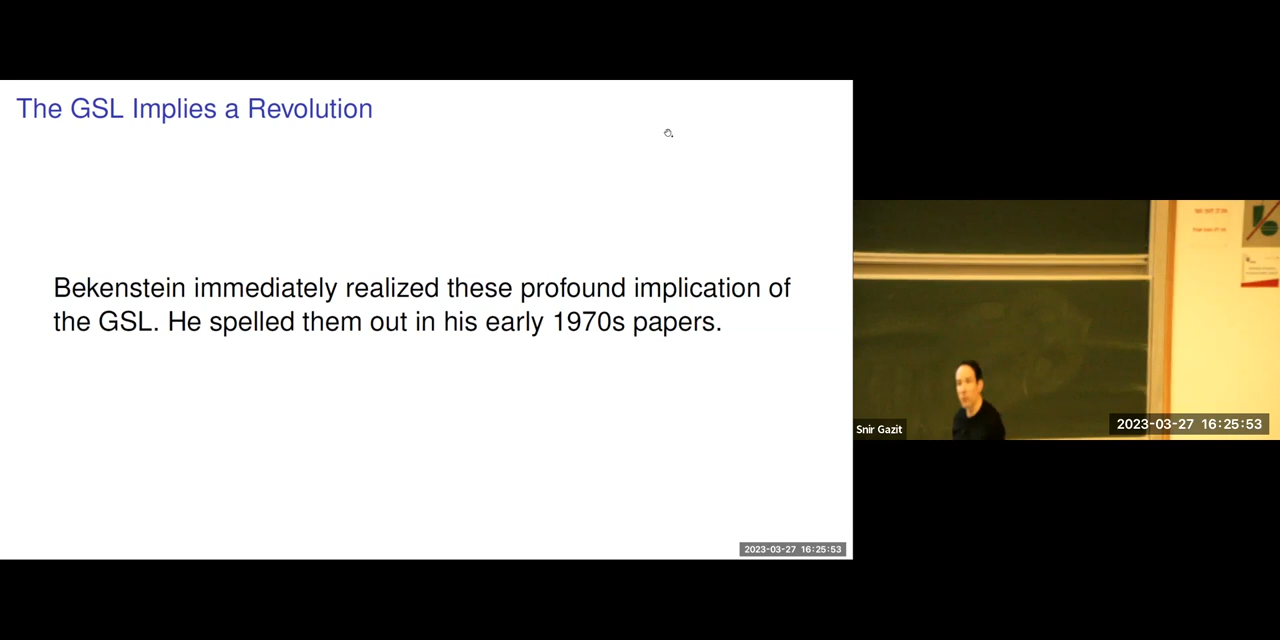 The GSL Implies a Revolution
Bekenstein immediately realized these profound implication of
the GSL. He spelled them out in his early 1970s papers.
2023-03-27 16:25:53
Snir Gazit
2023-03-27 16:25:53